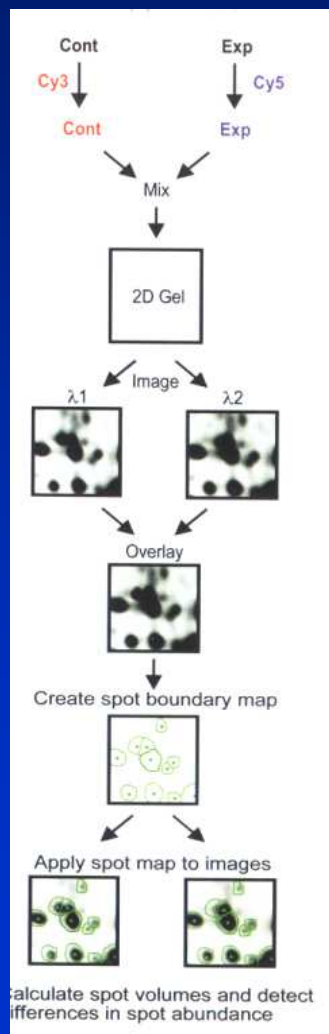 Cont Exp
Cy3 Cy5
Cont Exp
Mix
2D Gel
Image
λ1 λ2
Overlay
Create spot boundary map
Apply spot map to images
alculate spot volumes and detect
ifferences in spot abundance